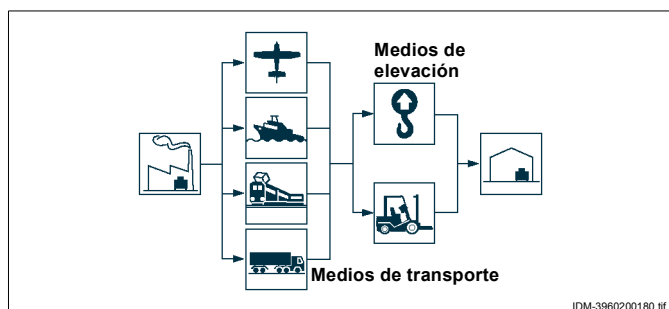 Medios de
elevación
Medios de transporte
IDM-3960200180.tif